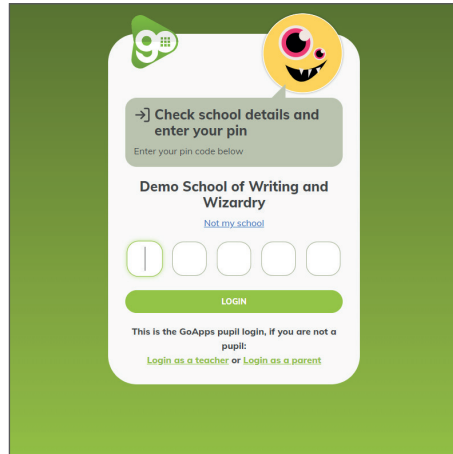 go
Check school details and
enter your pin
Enter your pin code below
Demo School of Writing and
Wizardry
Not my school
LOGIN
This is the GoApps pupil login, if you are not a
pupil:
Login as a teacher or Login as a parent